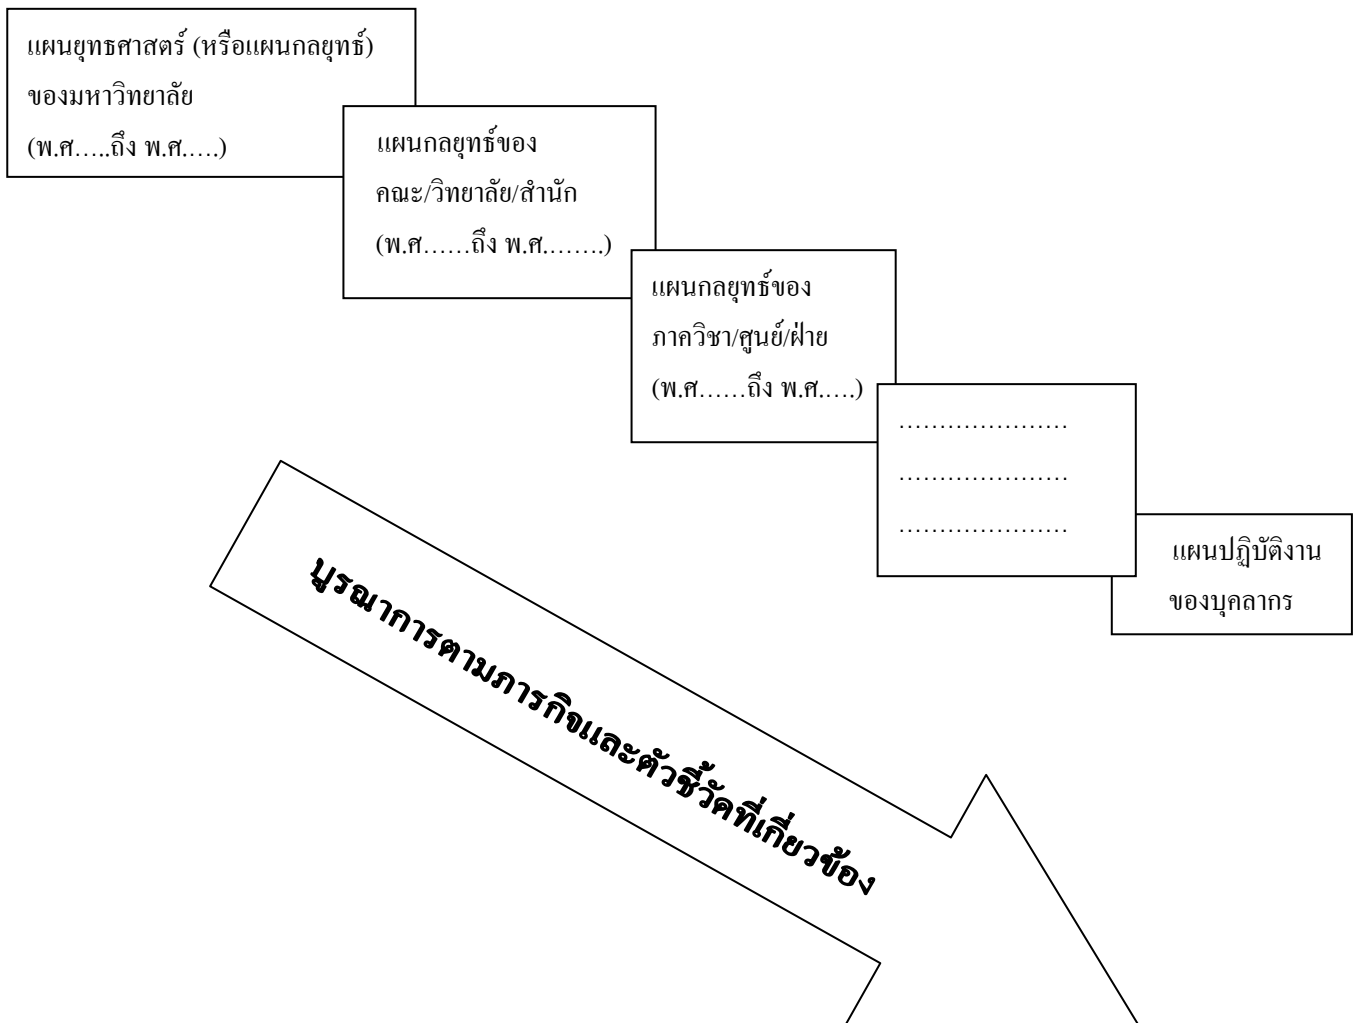 แผนยุทธศาสตร์ (หรือแผนกลยุทธ์)
ของมหาวิทยาลัย
(พ.ศ…..ถึง พ.ศ.….)
แผนกลยุทธ์ของ
คณะ/วิทยาลัย/สำนัก
(พ.ศ……ถึง พ.ศ.…….)
แผนกลยุทธ์ของ
ภาควิชา/ศูนย์/ฝ่าย
(พ.ศ……ถึง พ.ศ.….)
…………………
…………………
…………………
แผนปฏิบัติงาน
ของบุคลากร
บูรณาการตามภารกิจและตัวชี้วัดที่เกี่ยวข้อง